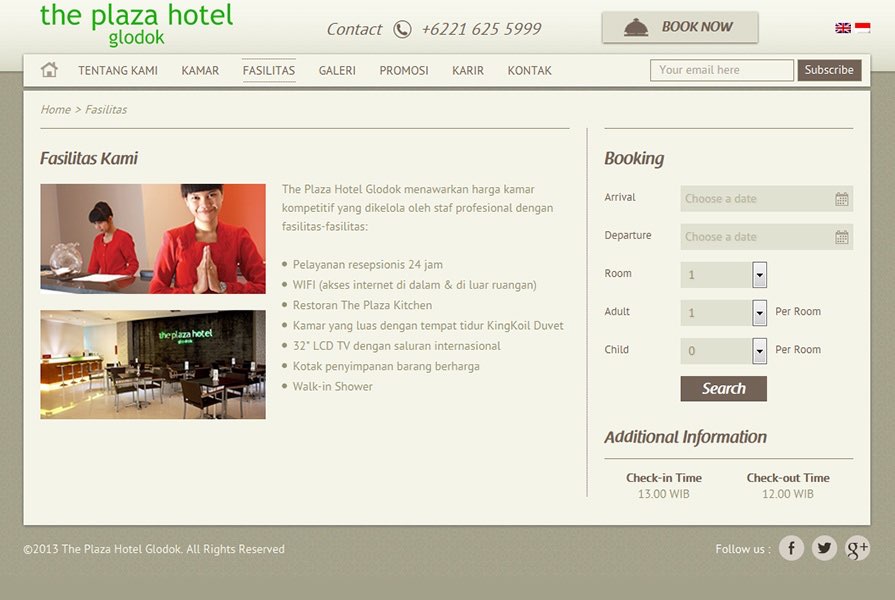 the plaza hotel
glodok
Contact +6221 625 5999
BOOK NOW
TENTANG KAMI KAMAR FASILITAS GALERI PROMOSI KARIR KONTAK
Your email here Subscribe
Home > Fasilitas
Fasilitas Kami
the plaza hotel
glodok
The Plaza Hotel Glodok menawarkan harga kamar
kompetitif yang dikelola oleh staf profesional dengan
fasilitas-fasilitas:
Pelayanan resepsionis 24 jam
WIFI (akses internet di dalam & di luar ruangan)
Restoran The Plaza Kitchen
Kamar yang luas dengan tempat tidur KingKoil Duvet
32" LCD TV dengan saluran internasional
Kotak penyimpanan barang berharga
Walk-in Shower
Booking
Arrival Choose a date
Departure Choose a date
Room 1
Adult 1 Per Room
Child 0 Per Room
Search
Additional Information
Check-in Time Check-out Time
13.00 WIB 12.00 WIB
©2013 The Plaza Hotel Glodok. All Rights Reserved
Follow us : f g+